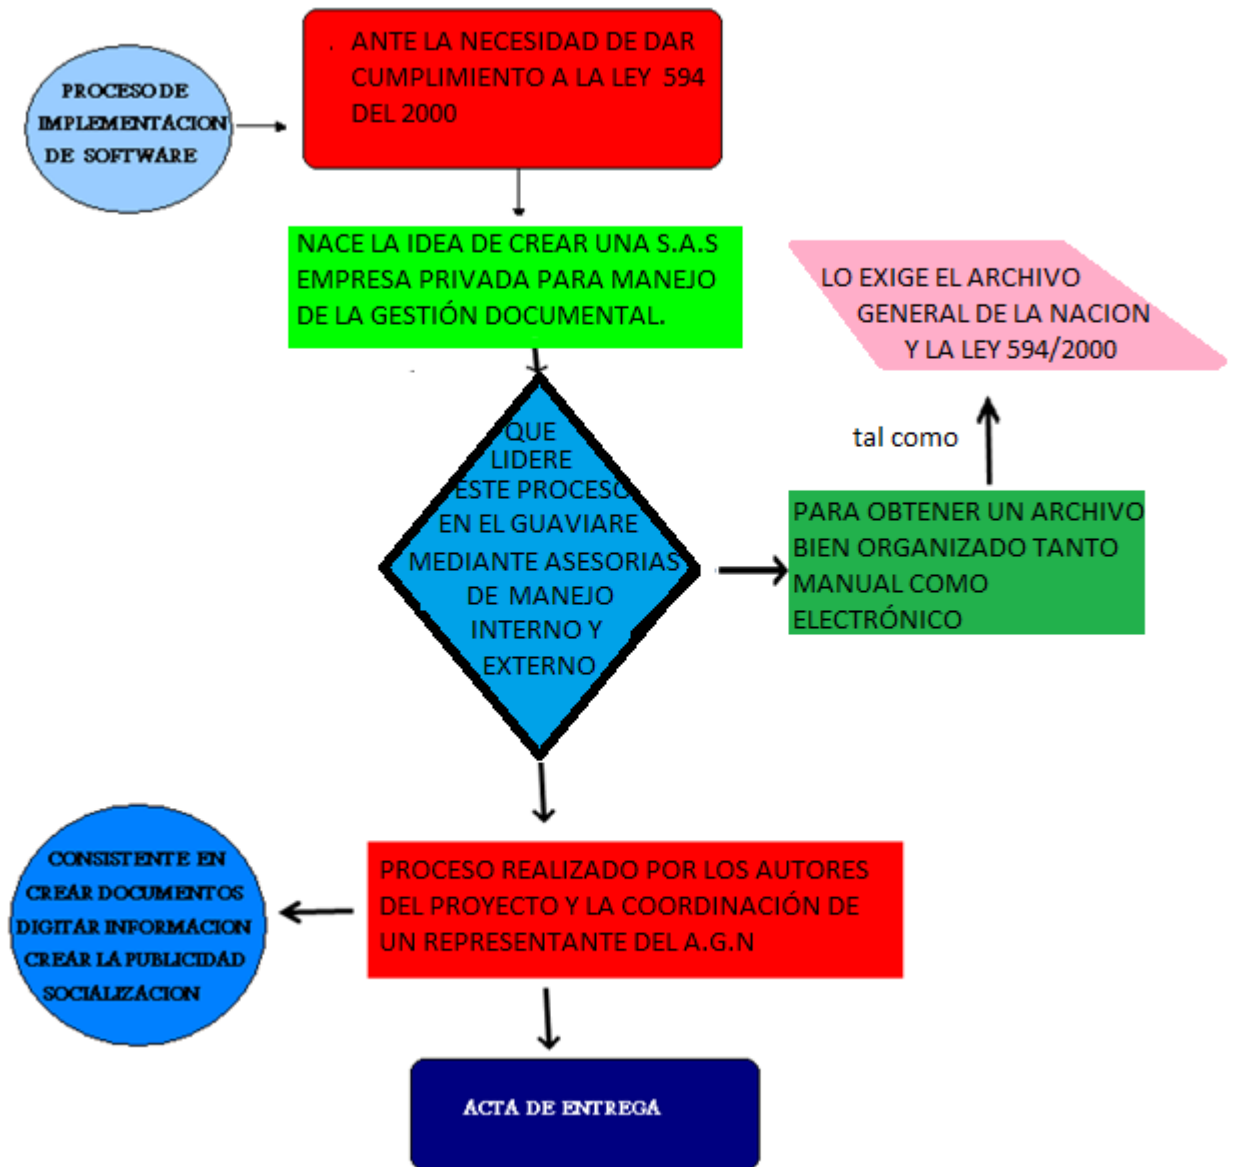 PROCESO DE
IMPLEMENTACION
DE SOFTWARE
. ANTE LA NECESIDAD DE DAR
CUMPLIMIENTO A LA LEY 594
DEL 2000
NACE LA IDEA DE CREAR UNA S.A.S
EMPRESA PRIVADA PARA MANEJO
DE LA GESTIÓN DOCUMENTAL.
QUE
LIDERE
ESTE PROCESO
EN EL GUAVIARE
MEDIANTE ASESORIAS
DE MANEJO
INTERNO Y
EXTERNO
PARA OBTENER UN ARCHIVO
BIEN ORGANIZADO TANTO
MANUAL COMO
ELECTRÓNICO
tal como
LO EXIGE EL ARCHIVO
GENERAL DE LA NACION
Y LA LEY 594/2000
PROCESO REALIZADO POR LOS AUTORES
DEL PROYECTO Y LA COORDINACIÓN DE
UN REPRESENTANTE DEL A.G.N
CONSISTENTE EN
CREAR DOCUMENTOS
DIGITAR INFORMACION
CREAR LA PUBLICIDAD
SOCIALIZACION
ACTA DE ENTREGA